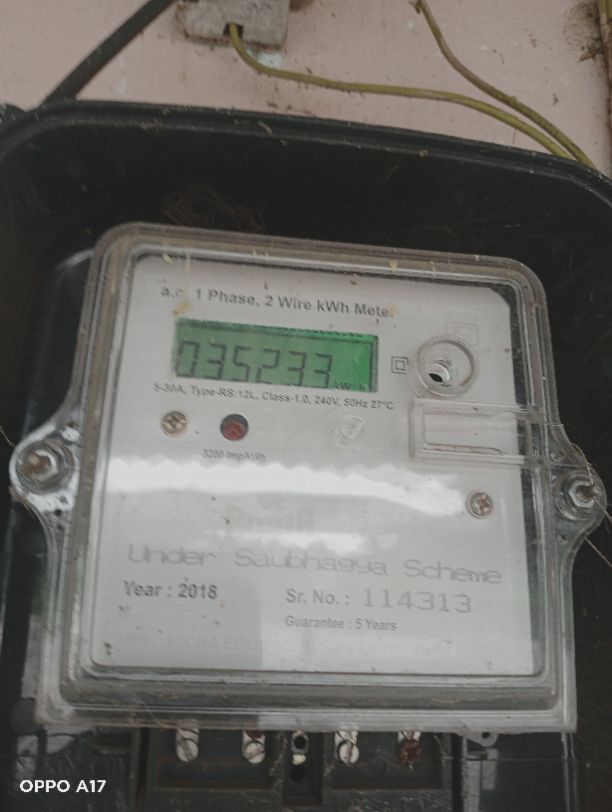 a.c. 1 Phase, 2 Wire kWh Meter
035233
kW h
5-30A, Type-RS:12L, Class-1.0, 240V, 50Hz 27°C
3200 Imp/kWh
Under Saubhagya Scheme
Year : 2018
Sr. No. : 114313
Guarantee : 5 Years
OPPO A17